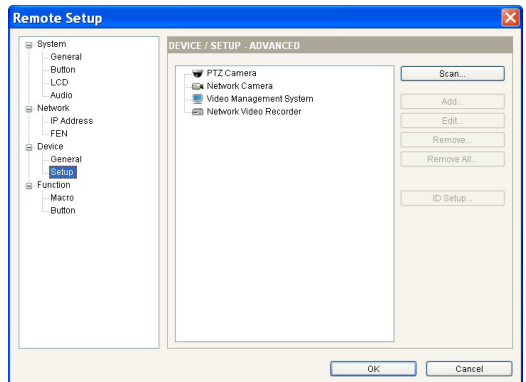 Remote Setup
System
General
Button
LCD
Audio
Network
IP Address
FEN
Device
General
Setup
Function
Macro
Button
DEVICE / SETUP - ADVANCED
PTZ Camera
Network Camera
Video Management System
Network Video Recorder
Scan...
Add...
Edit...
Remove...
Remove All...
ID Setup...
OK
Cancel